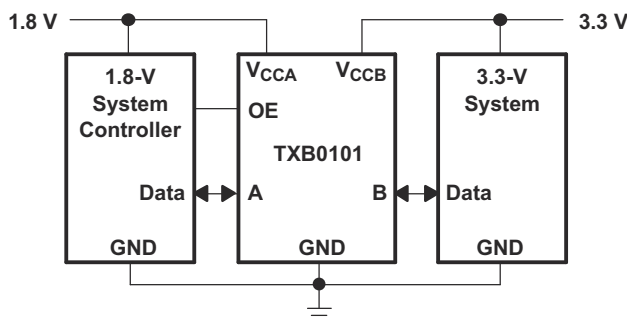 1.8 V
3.3 V
1.8-V
System
Controller
Data
GND
VCCA
VCCB
OE
TXB0101
A
B
GND
3.3-V
System
Data
GND